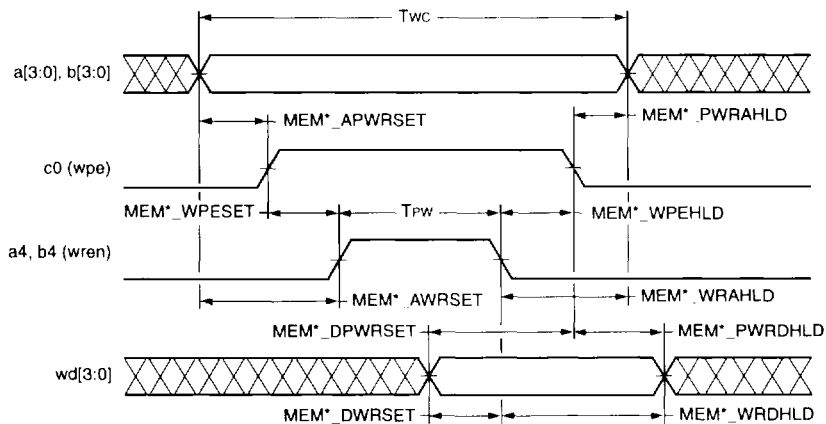 TWC
a[3:0], b[3:0]
MEM*_APWRSET
MEM*_PWRAHLD
c0 (wpe)
MEM*_WPESET
TPW
MEM*_WPEHLD
a4, b4 (wren)
MEM*_AWRSET
MEM*_WRAHLD
MEM*_DPWRSET
MEM*_PWRDHLD
wd[3:0]
MEM*_DWRSET
MEM*_WRDHLD